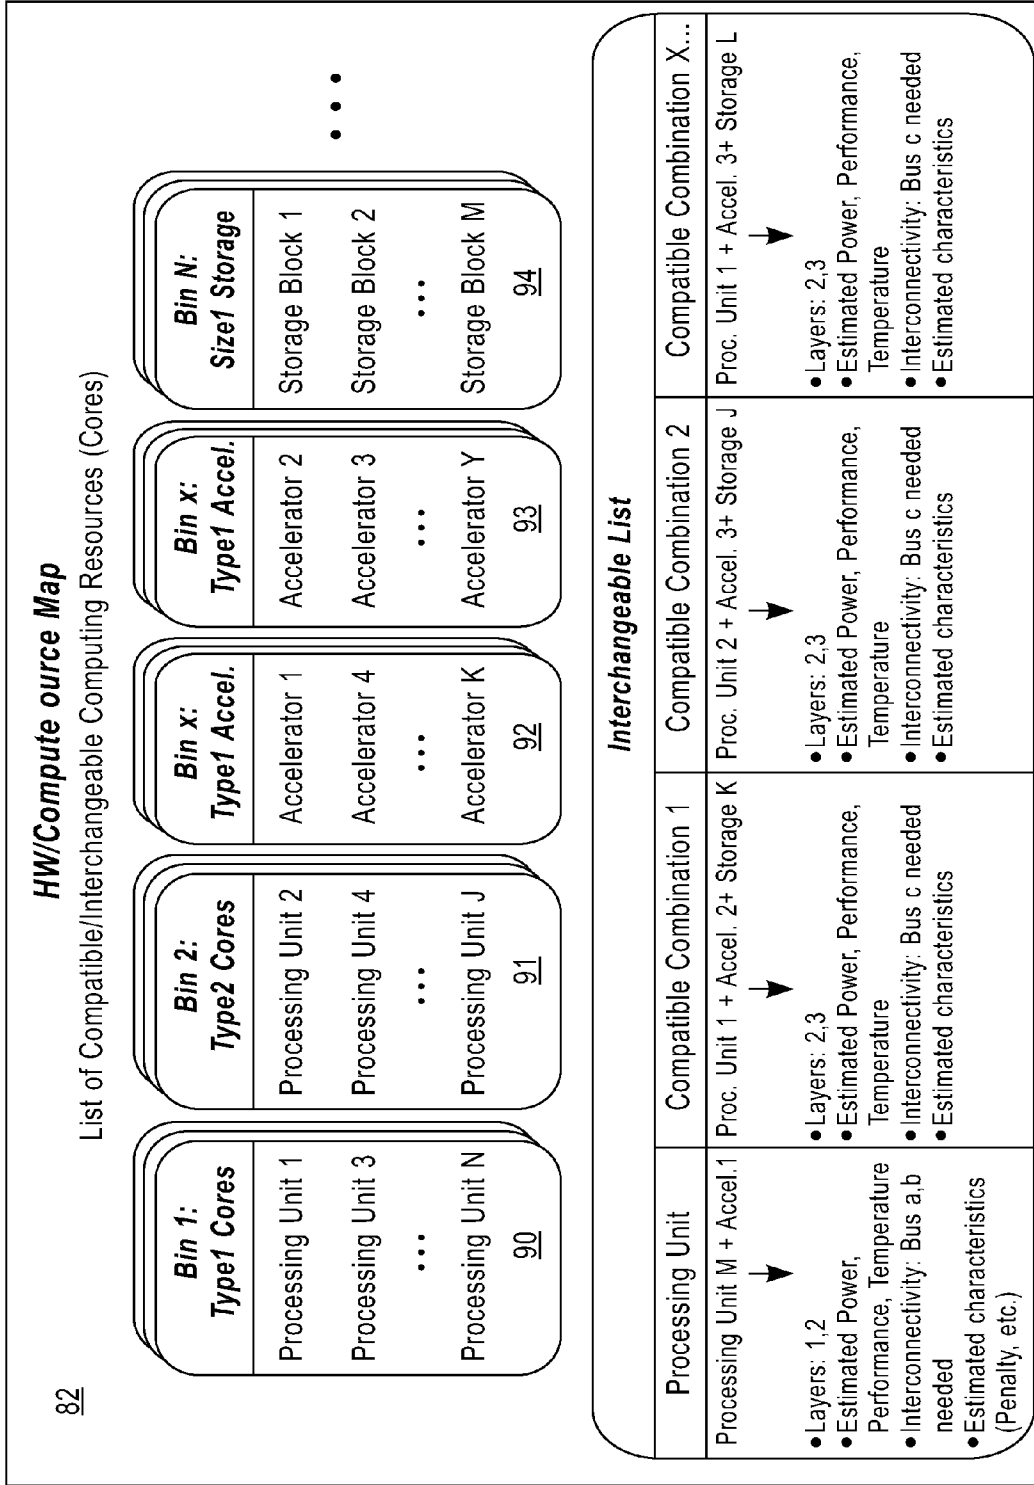 82
HW/Compute ource Map
List of Compatible/Interchangeable Computing Resources (Cores)
Bin 1:
Type1 Cores
Processing Unit 1
Processing Unit 3
...
Processing Unit N
90
Bin 2:
Type2 Cores
Processing Unit 2
Processing Unit 4
...
Processing Unit J
91
Bin x:
Type1 Accel.
Accelerator 1
Accelerator 4
...
Accelerator K
92
Bin x:
Type1 Accel.
Accelerator 2
Accelerator 3
...
Accelerator Y
93
Bin N:
Size1 Storage
Storage Block 1
Storage Block 2
...
Storage Block M
94
...
Interchangeable List
Processing Unit
Processing Unit M + Accel.1
•Layers: 1,2
•Estimated Power,
Performance, Temperature
•Interconnectivity: Bus a,b
needed
•Estimated characteristics
(Penalty, etc.)
Compatible Combination 1
Proc. Unit 1 + Accel. 2+ Storage K
•Layers: 2,3
•Estimated Power, Performance,
Temperature
•Interconnectivity: Bus c needed
•Estimated characteristics
Compatible Combination 2
Proc. Unit 2 + Accel. 3+ Storage J
•Layers: 2,3
•Estimated Power, Performance,
Temperature
•Interconnectivity: Bus c needed
•Estimated characteristics
Compatible Combination X...
Proc. Unit 1 + Accel. 3+ Storage L
•Layers: 2,3
•Estimated Power, Performance,
Temperature
•Interconnectivity: Bus c needed
•Estimated characteristics